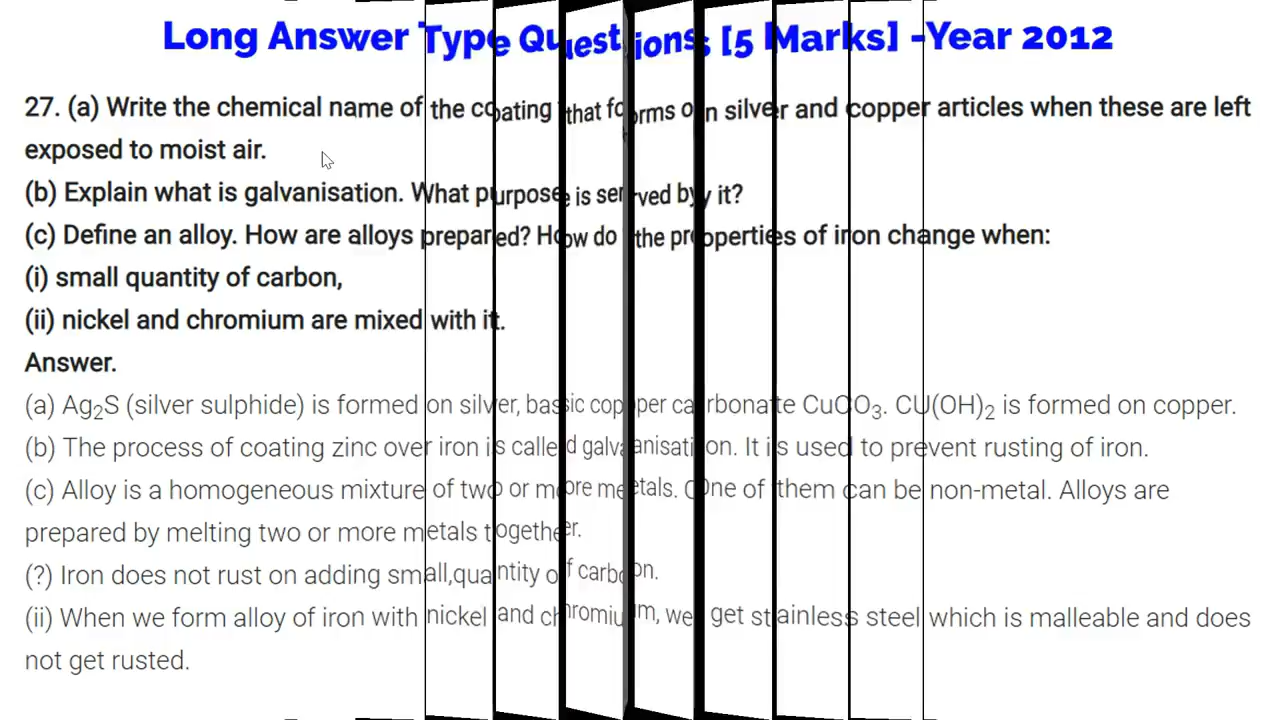 Long Answer Type Questions [5 Marks] -Year 2012
27. (a) Write the chemical name of the coating that forms on silver and copper articles when these are left
exposed to moist air.
(b) Explain what is galvanisation. What purpose is served by it?
(c) Define an alloy. How are alloys prepared? How do the properties of iron change when:
(i) small quantity of carbon,
(ii) nickel and chromium are mixed with it.
Answer.
(a) Ag₂S (silver sulphide) is formed on silver, basic copper carbonate CuCO₃. CU(OH)₂ is formed on copper.
(b) The process of coating zinc over iron is called galvanisation. It is used to prevent rusting of iron.
(c) Alloy is a homogeneous mixture of two or more metals. One of them can be non-metal. Alloys are
prepared by melting two or more metals together.
(?) Iron does not rust on adding small,quantity of carbon.
(ii) When we form alloy of iron with nickel and chromium, we get stainless steel which is malleable and does
not get rusted.